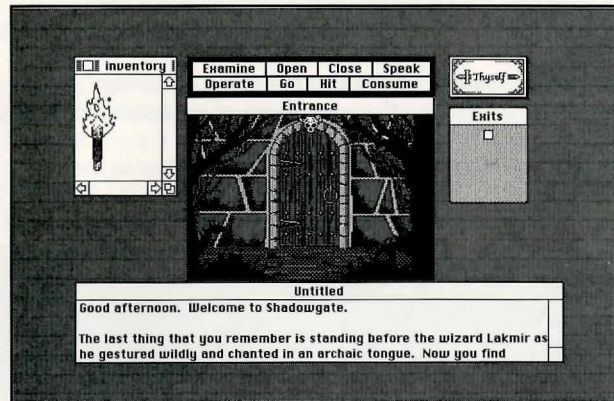 inventory
Examine Open Close Speak
Operate Go Hit Consume
Thyself
Entrance
Exits
Untitled
Good afternoon. Welcome to Shadowgate.
The last thing that you remember is standing before the wizard Lakmir as
he gestured wildly and chanted in an archaic tongue. Now you find